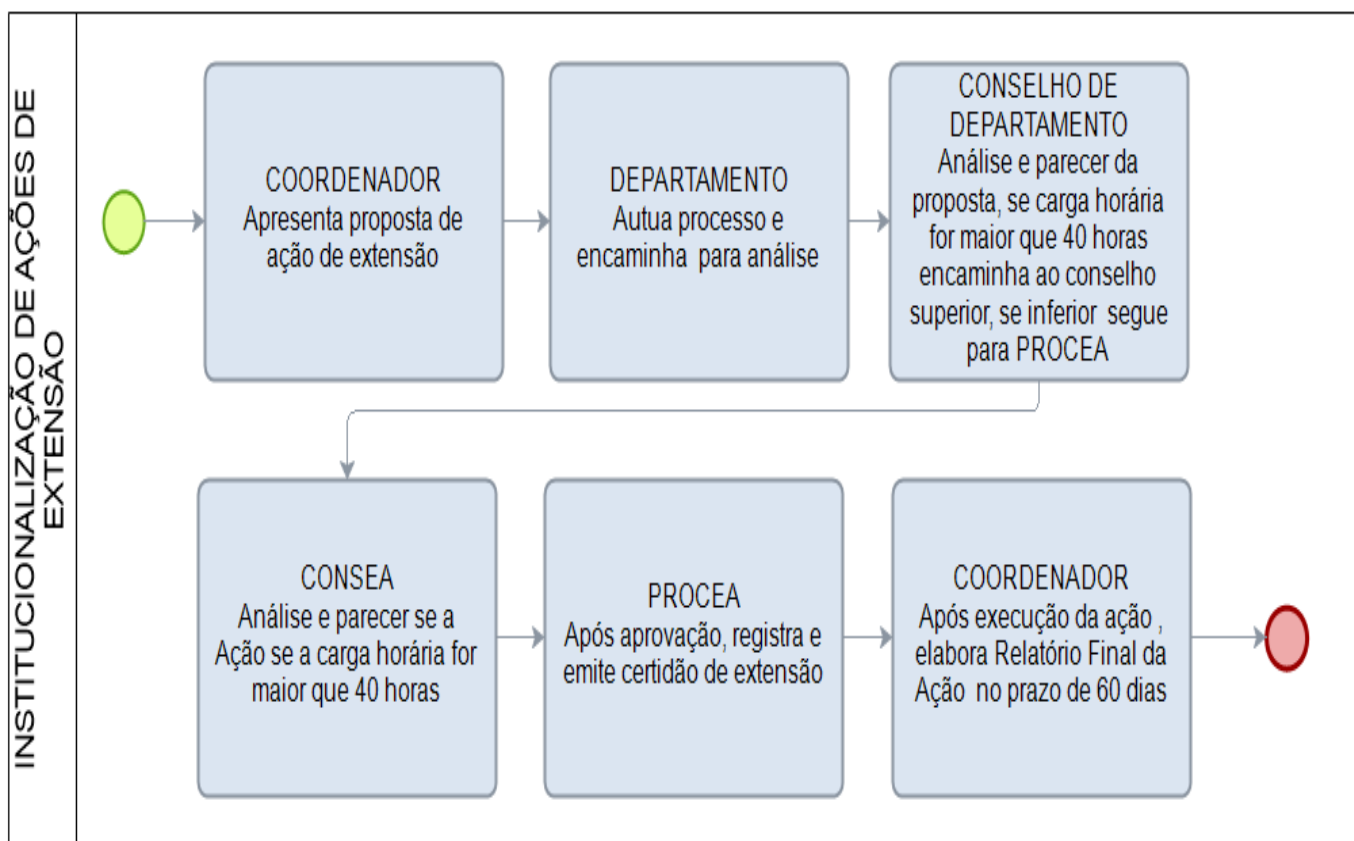 INSTITUCIONALIZAÇÃO DE AÇÕES DE
EXTENSÃO
COORDENADOR
Apresenta proposta de
ação de extensão
DEPARTAMENTO
Autua processo e
encaminha para análise
CONSELHO DE
DEPARTAMENTO
Análise e parecer da
proposta, se carga horária
for maior que 40 horas
encaminha ao conselho
superior, se inferior segue
para PROCEA
CONSEA
Análise e parecer se a
Ação se a carga horária for
maior que 40 horas
PROCEA
Após aprovação, registra e
emite certidão de extensão
COORDENADOR
Após execução da ação ,
elabora Relatório Final da
Ação no prazo de 60 dias